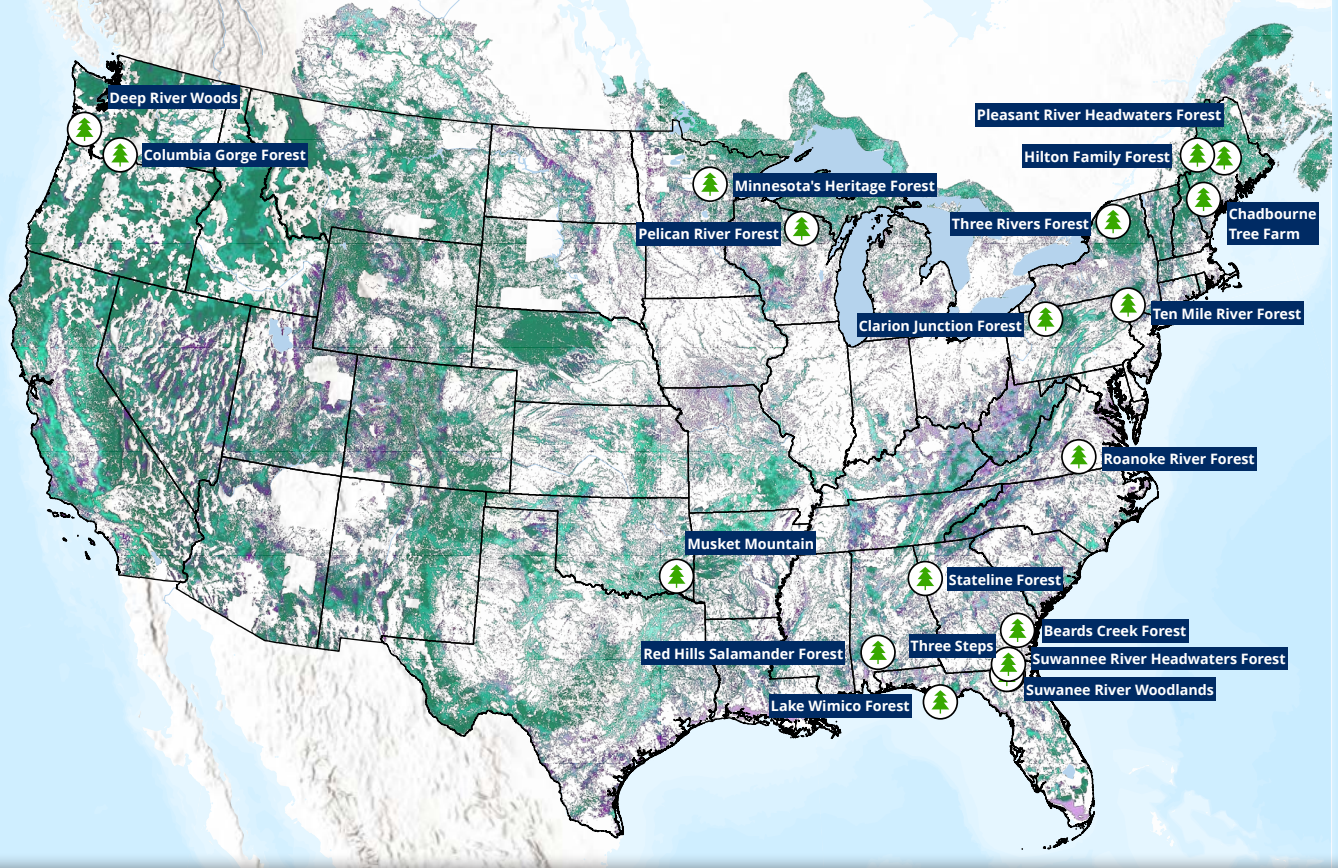 Deep River Woods
Pleasant River Headwaters Forest
Columbia Gorge Forest
Hilton Family Forest
Minnesota's Heritage Forest
Chadbourne
Tree Farm
Three Rivers Forest
Pelican River Forest
Ten Mile River Forest
Clarion Junction Forest
Roanoke River Forest
Musket Mountain
Stateline Forest
Beards Creek Forest
Three Steps
Red Hills Salamander Forest
Suwannee River Headwaters Forest
Suwanee River Woodlands
Lake Wimico Forest